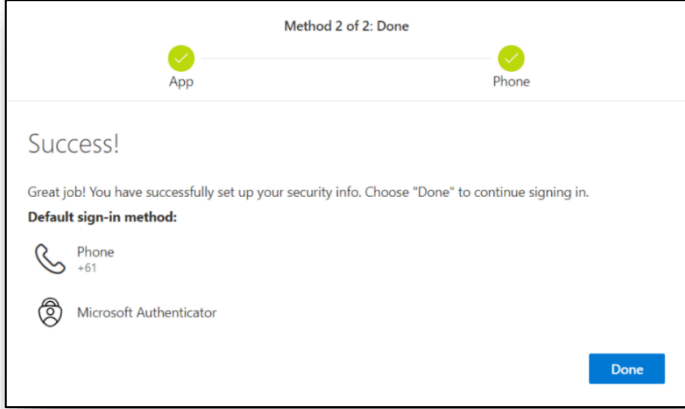 Method 2 of 2: Done
App
Phone
Success!
Great job! You have successfully set up your security info. Choose "Done" to continue signing in.
Default sign-in method:
Phone
+61
Microsoft Authenticator
Done